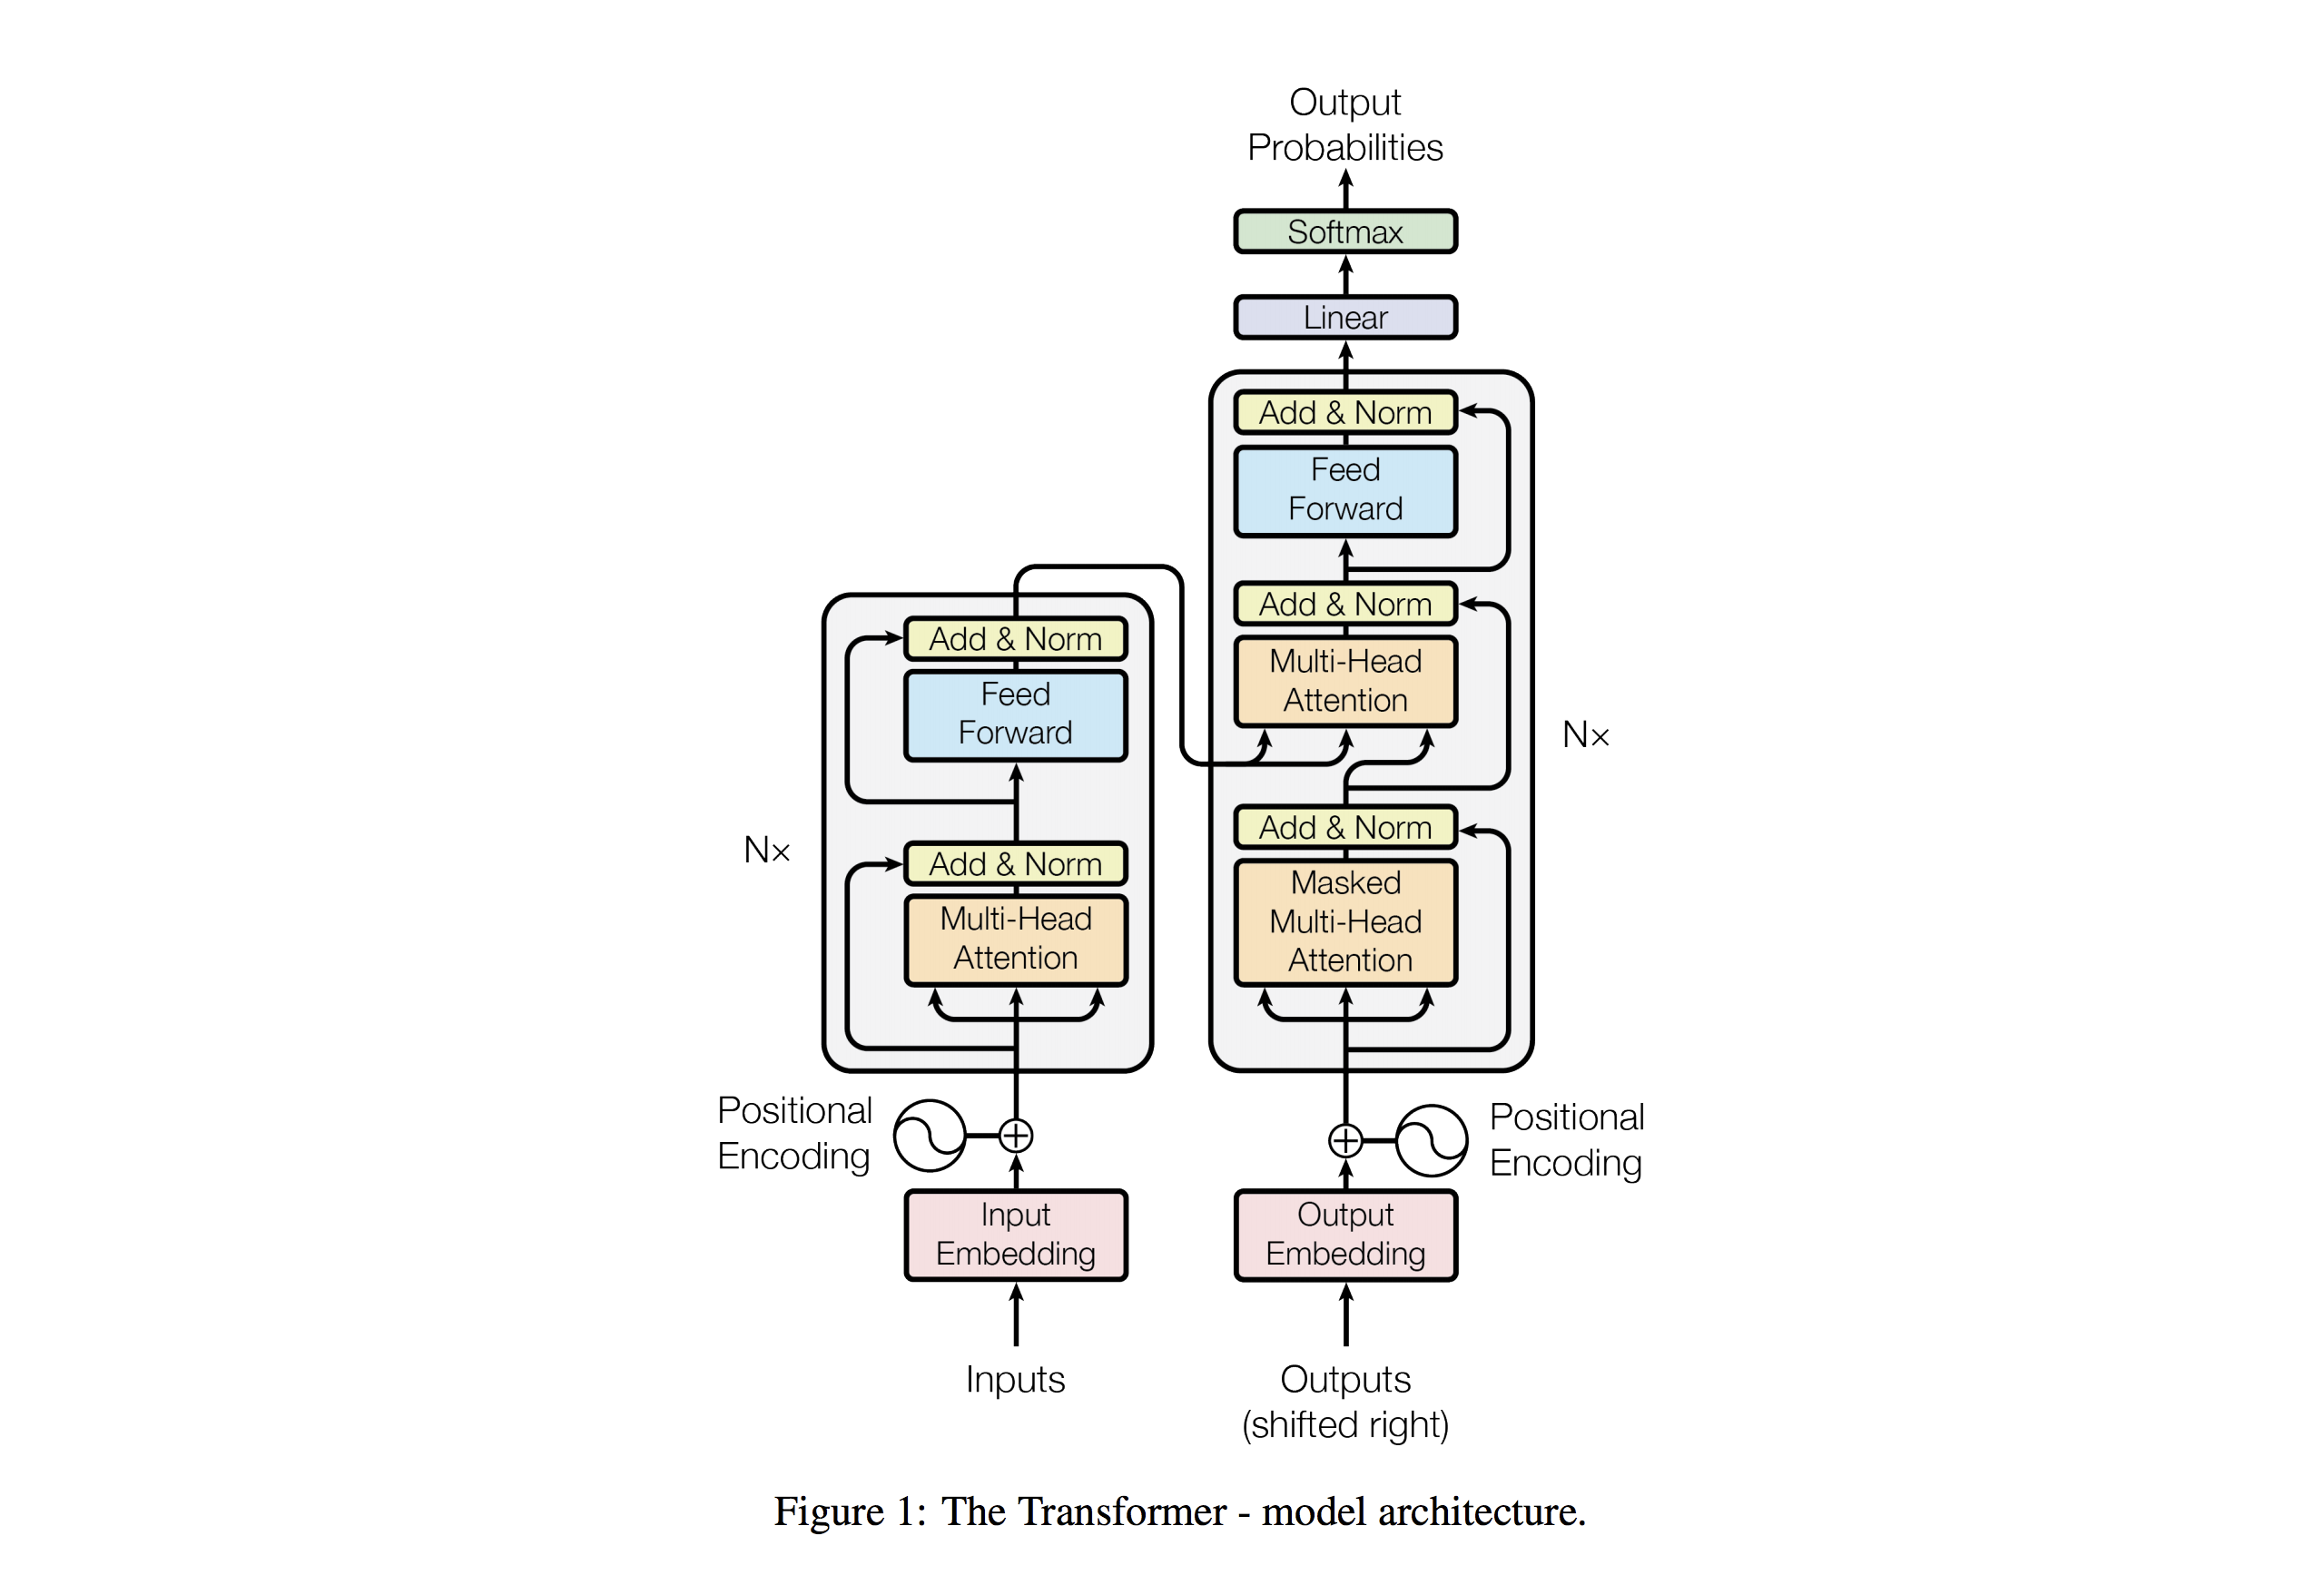 Output
Probabilities
Softmax
Linear
Add & Norm
Feed
Forward
Add & Norm
Multi-Head
Attention
Add & Norm
Masked
Multi-Head
Attention
N×
Add & Norm
Feed
Forward
Add & Norm
Multi-Head
Attention
N×
Positional
Encoding
Positional
Encoding
Input
Embedding
Output
Embedding
Inputs
Outputs
(shifted right)
Figure 1: The Transformer - model architecture.